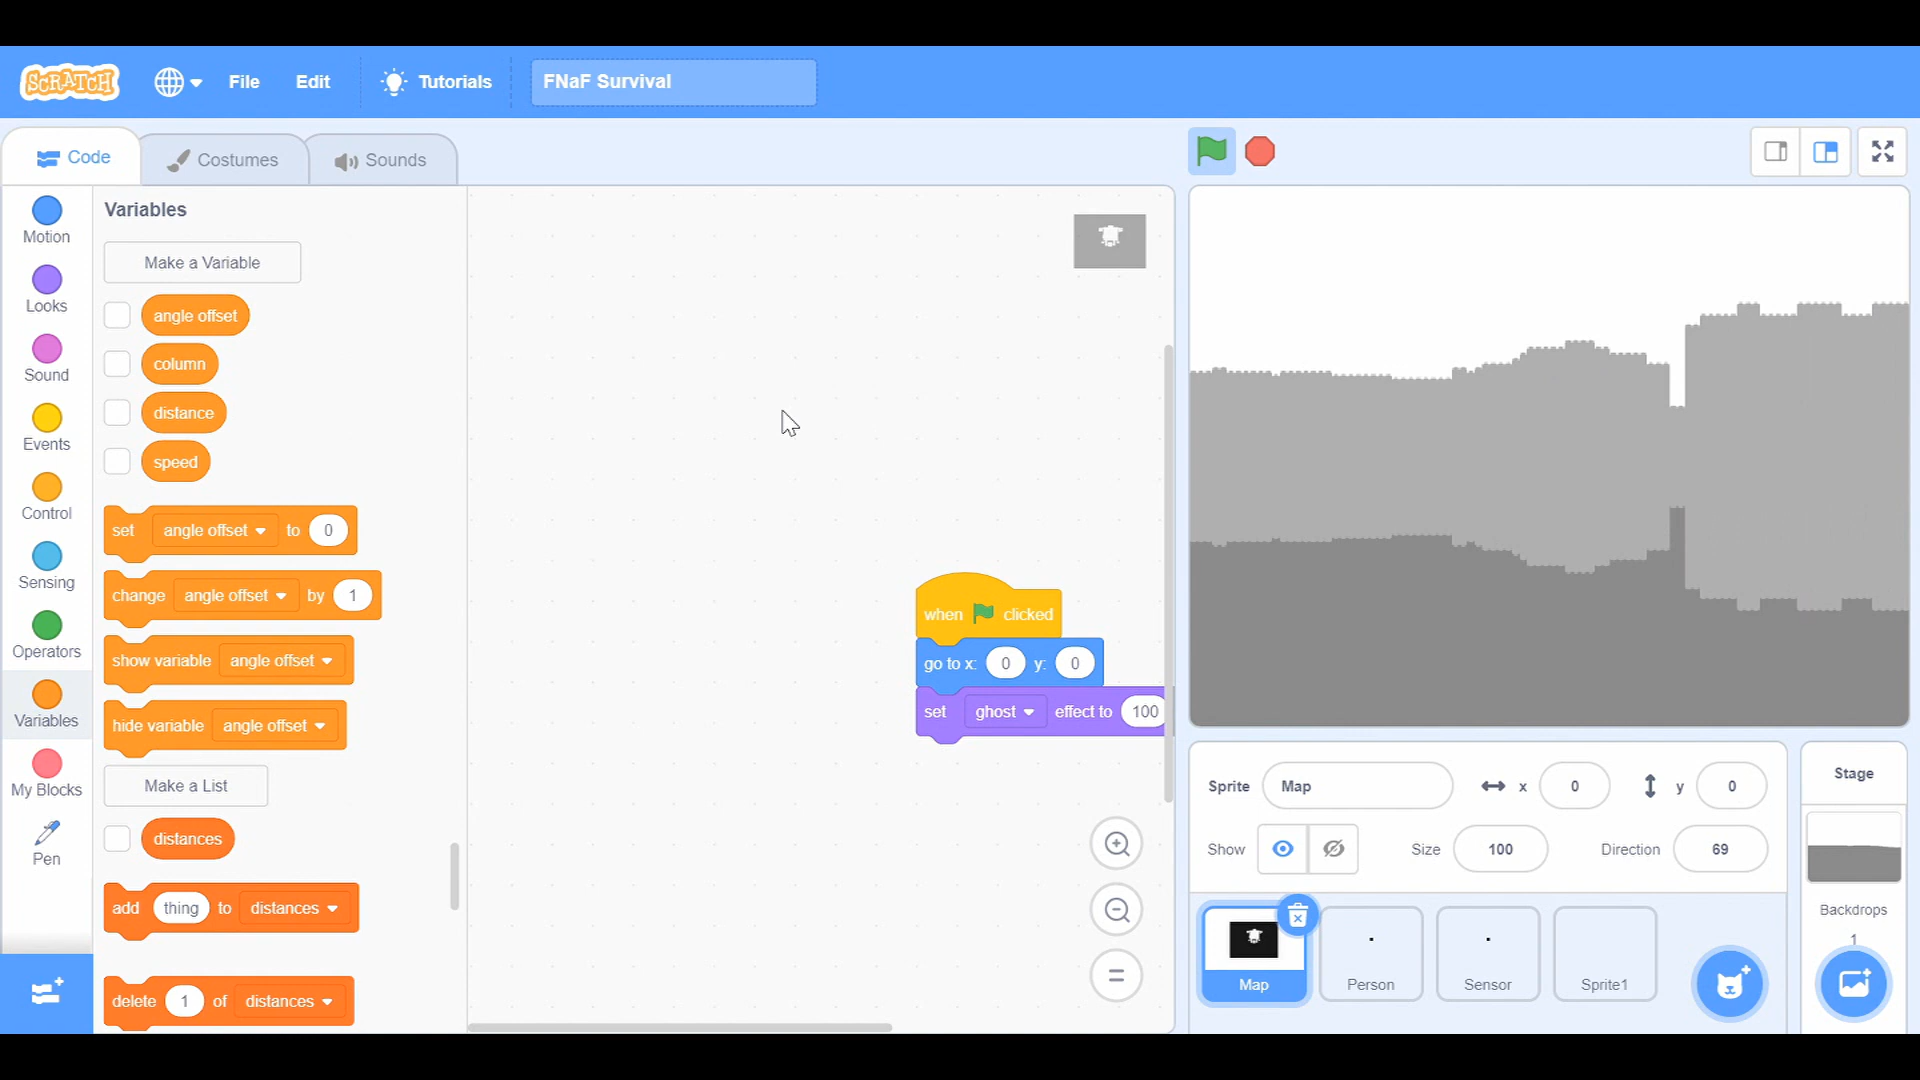 SCRATCH
File
Edit
Tutorials
FNaF Survival
Code
Costumes
Sounds
Motion
Looks
Sound
Events
Control
Sensing
Operators
Variables
My Blocks
Pen
Variables
Make a Variable
angle offset
column
distance
speed
set angle offset to 0
change angle offset by 1
show variable angle offset
hide variable angle offset
Make a List
distances
add thing to distances
delete 1 of distances
when clicked
go to x: 0 y: 0
set ghost effect to 100
Sprite Map x 0 y 0
Show Size 100 Direction 69
Map
Person
Sensor
Sprite1
Stage
Backdrops
1